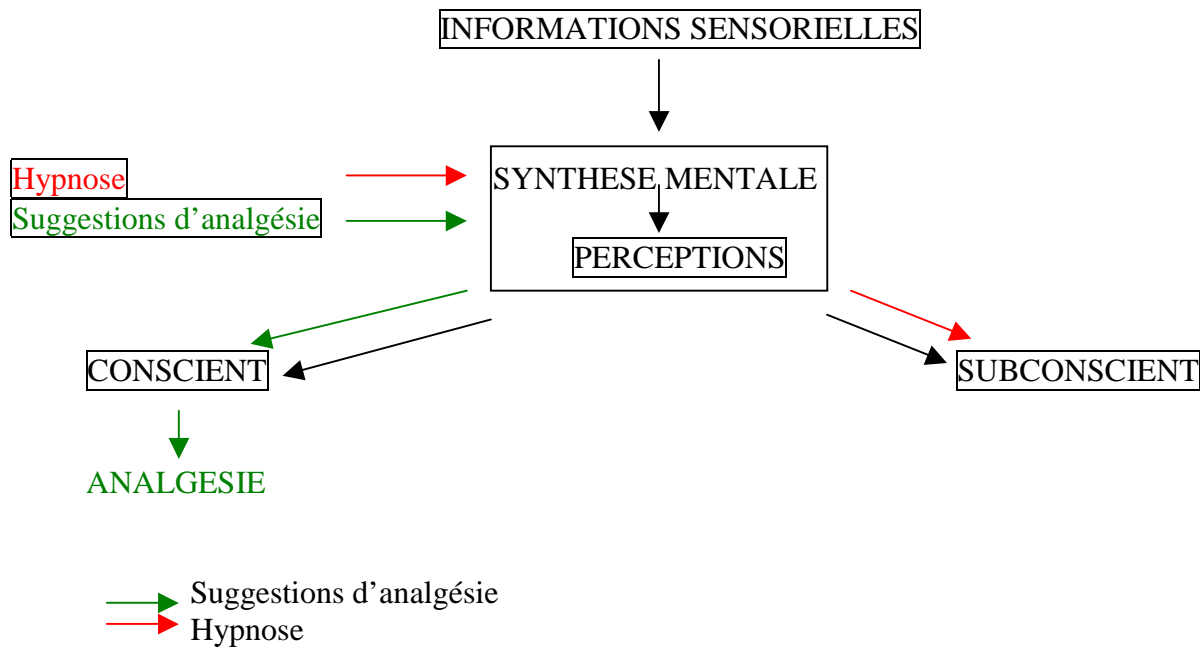 INFORMATIONS SENSORIELLES
Hypnose
SYNTHESE MENTALE
Suggestions d’analgésie
PERCEPTIONS
CONSCIENT
SUBCONSCIENT
ANALGESIE
Suggestions d’analgésie
Hypnose